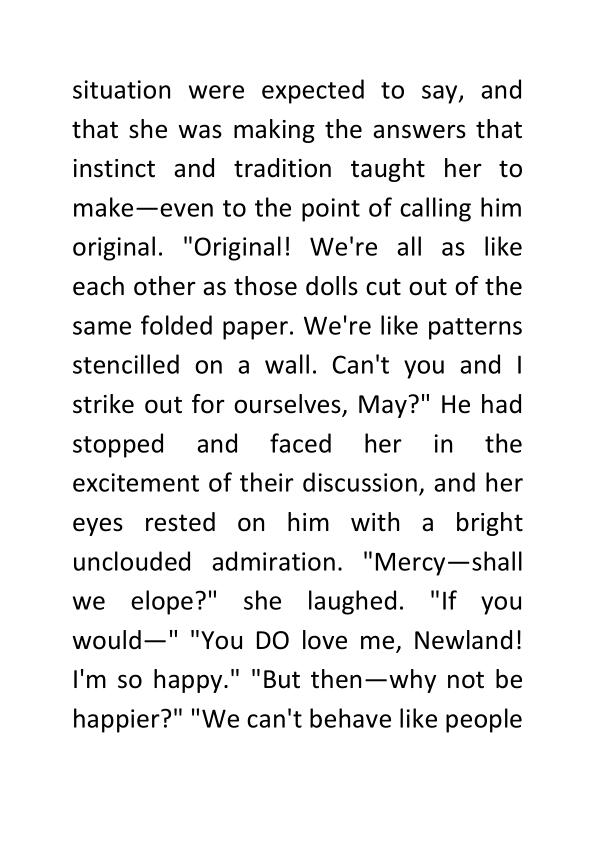 situation were expected to say, and
that she was making the answers that
instinct and tradition taught her to
make—even to the point of calling him
original. "Original! We're all as like
each other as those dolls cut out of the
same folded paper. We're like patterns
stencilled on a wall. Can't you and I
strike out for ourselves, May?" He had
stopped and faced her in the
excitement of their discussion, and her
eyes rested on him with a bright
unclouded admiration. "Mercy—shall
we elope?" she laughed. "If you
would—" "You DO love me, Newland!
I'm so happy." "But then—why not be
happier?" "We can't behave like people